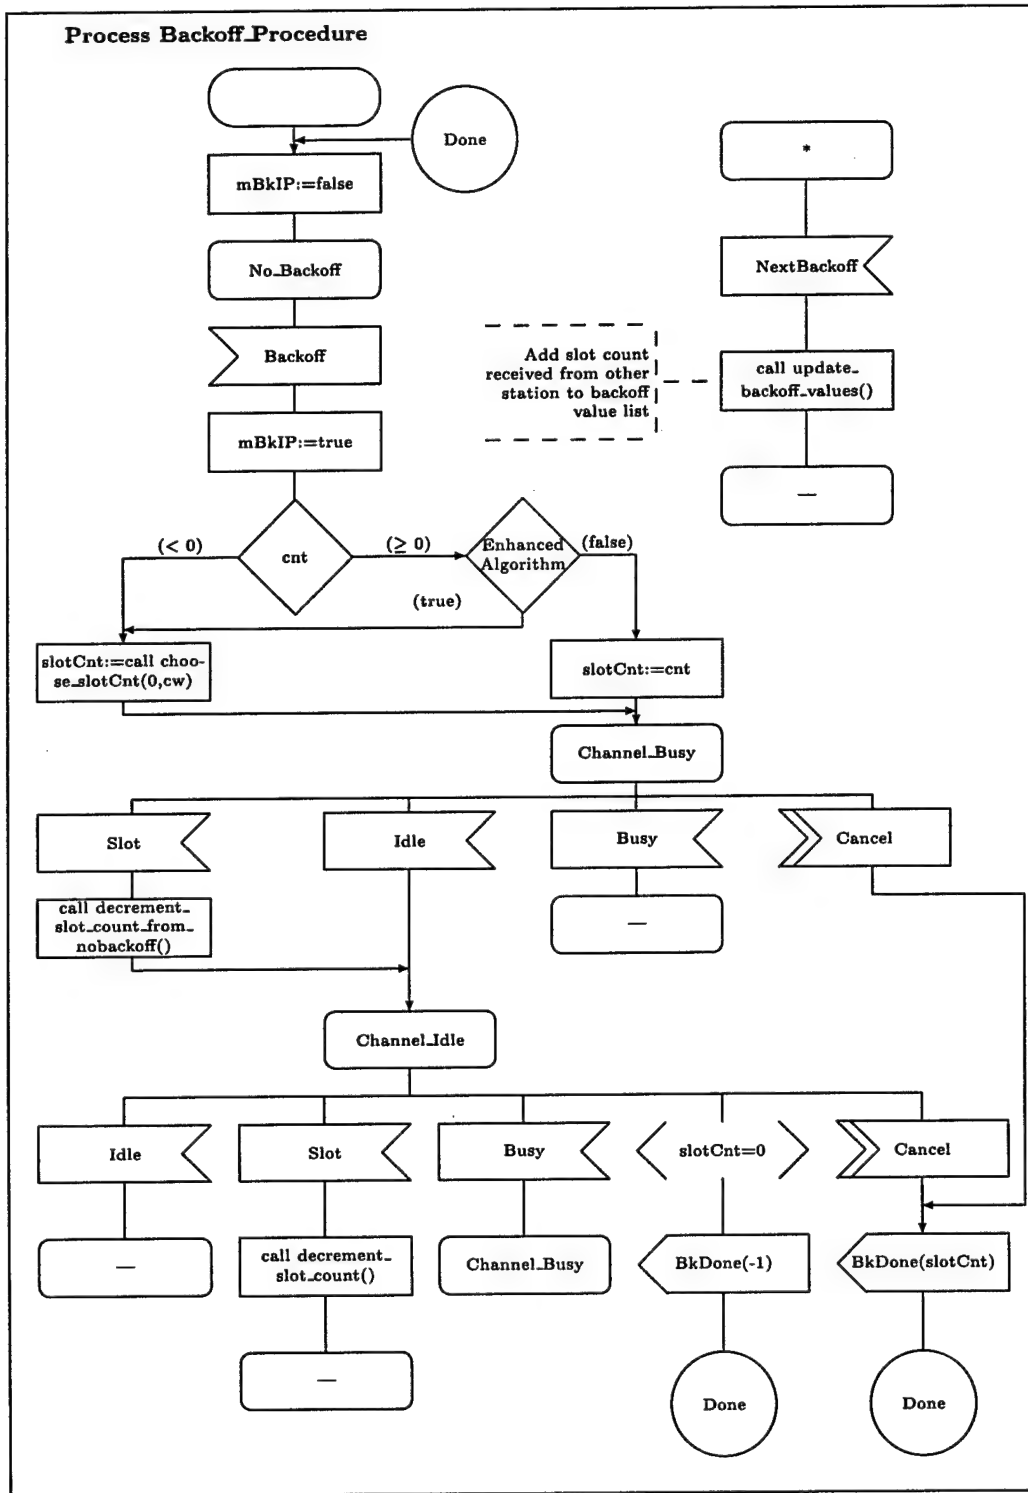 Process Backoff_Procedure
Done
*
mBkIP:=false
No_Backoff
NextBackoff
Backoff
Add slot count
received from other
station to backoff
value list
call update_
backoff_values()
mBkIP:=true
—
(< 0)
cnt
(≥ 0)
Enhanced
Algorithm
(false)
(true)
slotCnt:=call choo-
se_slotCnt(0,cw)
slotCnt:=cnt
Channel_Busy
Slot
Idle
Busy
Cancel
call decrement_
slot_count_from_
nobackoff()
—
Channel_Idle
Idle
Slot
Busy
slotCnt=0
Cancel
—
call decrement_
slot_count()
Channel_Busy
BkDone(-1)
BkDone(slotCnt)
—
Done
Done